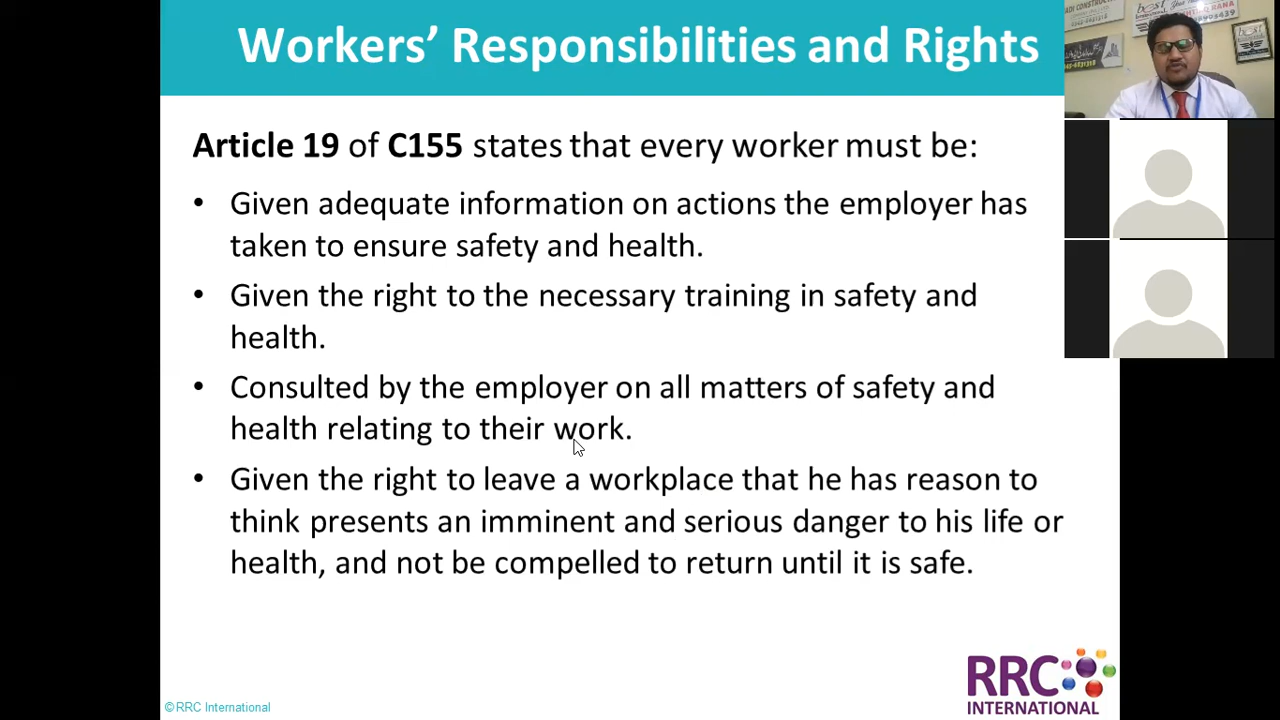 Workers’ Responsibilities and Rights
Article 19 of C155 states that every worker must be:
• Given adequate information on actions the employer has
taken to ensure safety and health.
• Given the right to the necessary training in safety and
health.
• Consulted by the employer on all matters of safety and
health relating to their work.
• Given the right to leave a workplace that he has reason to
think presents an imminent and serious danger to his life or
health, and not be compelled to return until it is safe.
RRC
INTERNATIONAL
©RRC International
best